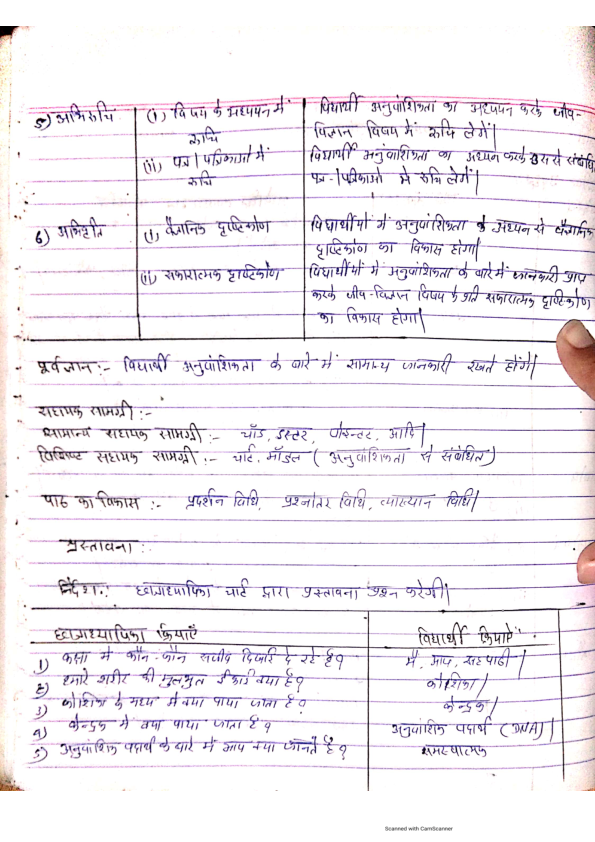 5) अभिरुचि (i) विषय के अध्ययन में रुचि विद्यार्थी अनुवांशिकता का अध्ययन करके जीव-
विज्ञान विषय में रुचि लेगें|
(ii) पत्र | पत्रिकाओ में रुचि विद्यार्थी अनुवांशिकता का अध्यन करके उस से संबंधि
पत्र-|पत्रिकाओ मे रुचि लेगें|
6) अभिवृति (i) वैज्ञानिक दृष्टिकोण विद्यार्थीयों में अनुवांशिकता के अध्यन से वैज्ञानिक
दृष्टिकोण का विकास होगा|
(ii) सकारात्मक दृष्टिकोण विद्यार्थीयों में अनुवांशिकता के बारे में जानकारी प्राप्त
करके जीव-विज्ञान विषय के प्रति सकारात्मक दृष्टिकोण
का विकास होगा|
पूर्वज्ञान :- विद्यार्थी अनुवांशिकता के बारे में सामान्य जानकारी रखते होंगे|
सहायक सामग्री :-
सामान्य सहायक सामग्री :- चॉड, डस्टर, पोइन्टर, आदि|
विशिष्ट सहायक सामग्री :- चार्ट, मॉडल ( अनुवांशिकता से संबंधित)
पाठ का विकास :- प्रदर्शन विधि, प्रश्नोतर विधि, व्याख्यान विधि|
प्रस्तावना :
निर्देश :- छात्राध्यापिका चार्ट द्वारा प्रस्तावना प्रश्न करेगी|
छात्राध्यापिका क्रियाएँ विद्यार्थी क्रियाऐं :
1) कक्षा में कौन-कौन सजीव दिखाई दे रहे है? मैं, आप, सहपाठी |
2) हमारे शरीर की मुलभुत ईकाई क्या है? कोशिका|
3) कोशिका के मध्य में क्या पाया जाता है? केन्द्रक|
4) केन्द्रक में क्या पाया जाता है? अनुवांशिक पदार्थ (DNA) |
5) अनुवांशिक पदार्थ के बारे में आप क्या जानते है? समस्यात्मक
Scanned with CamScanner